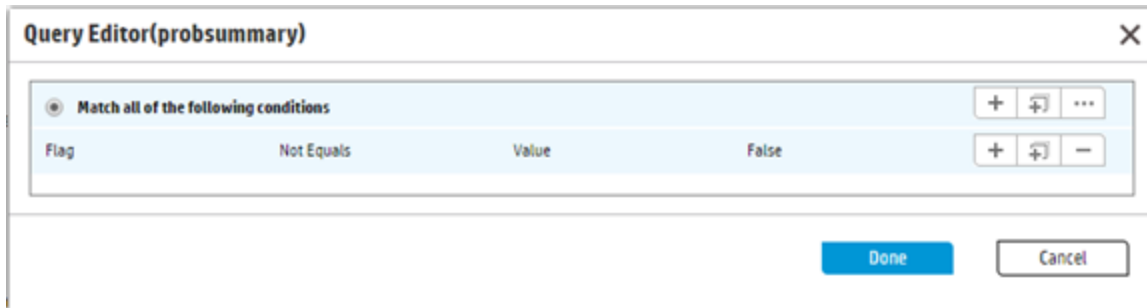 Query Editor(probsummary)
Match all of the following conditions
Flag Not Equals Value False
Done Cancel